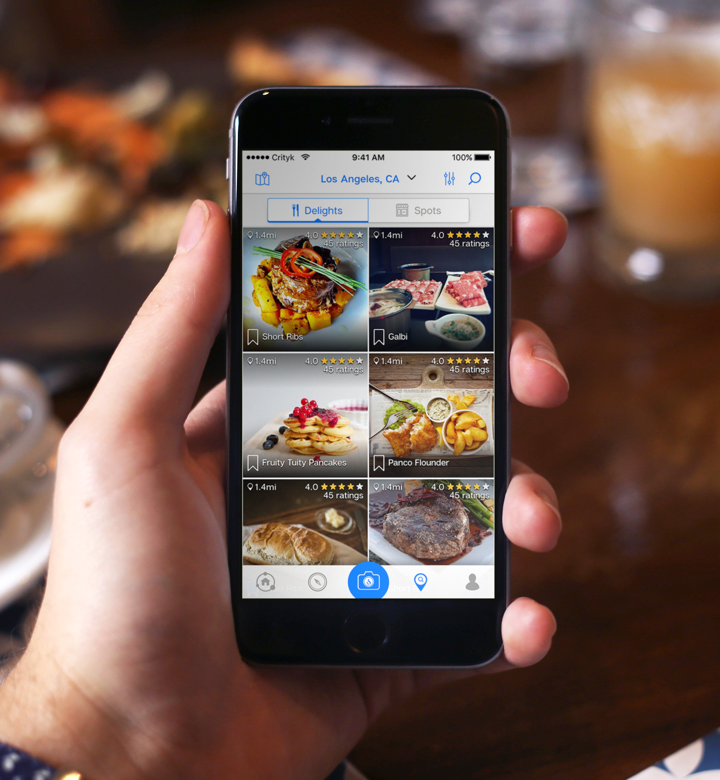 Crityk 9:41 AM 100%
Los Angeles, CA
Delights Spots
1.4mi 4.0 1.4mi 4.0
45 ratings 45 ratings
Short Ribs Galbi
1.4mi 4.0 1.4mi 4.0
45 ratings 45 ratings
Fruity Tuity Pancakes Panco Flounder
1.4mi 4.0 1.4mi 4.0
45 ratings 45 ratings